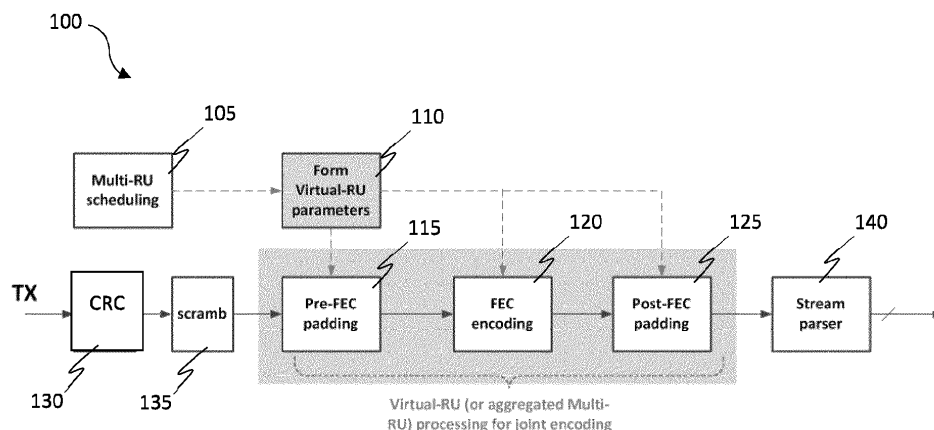 100
105
110
Multi-RU
scheduling
Form
Virtual-RU
parameters
115
120
125
140
TX
CRC
scramb
Pre-FEC
padding
FEC
encoding
Post-FEC
padding
Stream
parser
130
135
Virtual-RU (or aggregated Multi-
RU) processing for joint encoding